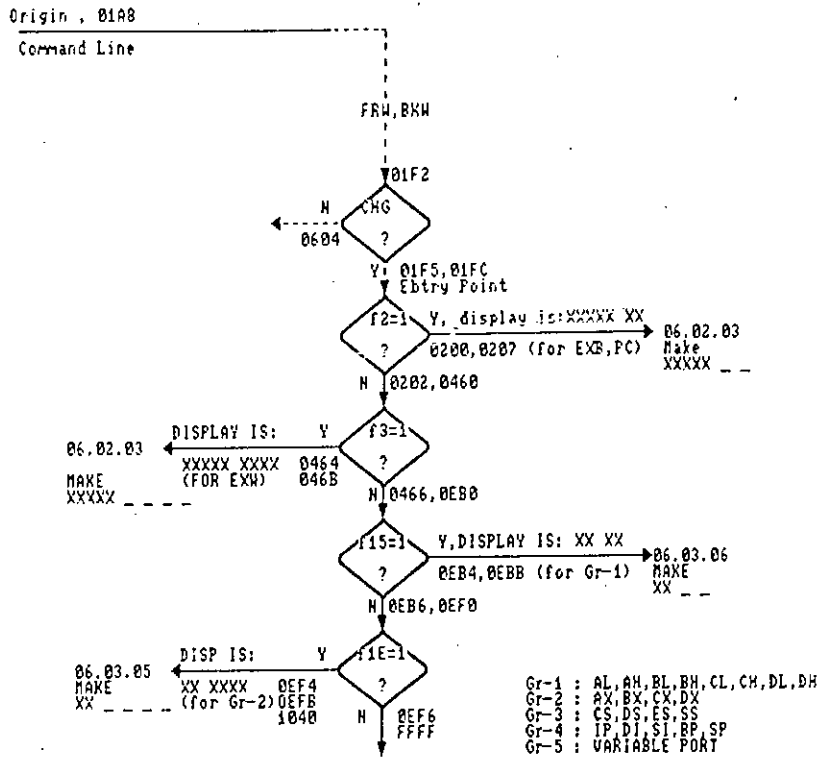 Origin , 01A8
Command Line
FRW,BKW
01F2
N CHG
0604 ?
Y 01F5,01FC
Ebtry Point
f2=1 Y, display is:XXXXX XX 06.02.03
? 0200,0207 (for EXB,PC) Make
XXXXX _ _
N 0202,0460
06.02.03 DISPLAY IS: Y f3=1
XXXXX XXXX 0464 ?
MAKE (FOR EXW) 046B
XXXXX _ _ _ _
N 0466,0EB0
f15=1 Y,DISPLAY IS: XX XX 06.03.06
? 0EB4,0EBB (for Gr-1) MAKE
XX _ _
N 0EB6,0EF0
06.03.05 DISP IS: Y f1E=1
MAKE XX XXXX 0EF4 ?
XX _ _ _ _ (for Gr-2) 0EFB
1040 N 0EF6
FFFF
Gr-1 : AL,AH,BL,BH,CL,CH,DL,DH
Gr-2 : AX,BX,CX,DX
Gr-3 : CS,DS,ES,SS
Gr-4 : IP,DI,SI,BP,SP
Gr-5 : VARIABLE PORT